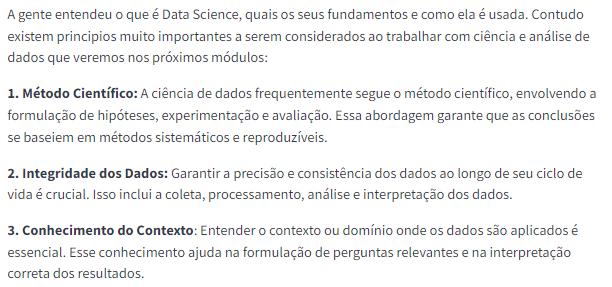 A gente entendeu o que é Data Science, quais os seus fundamentos e como ela é usada. Contudo
existem principios muito importantes a serem considerados ao trabalhar com ciência e análise de
dados que veremos nos próximos módulos:
1. Método Científico: A ciência de dados frequentemente segue o método científico, envolvendo a
formulação de hipóteses, experimentação e avaliação. Essa abordagem garante que as conclusões
se baseiem em métodos sistemáticos e reproduzíveis.
2. Integridade dos Dados: Garantir a precisão e consistência dos dados ao longo de seu ciclo de
vida é crucial. Isso inclui a coleta, processamento, análise e interpretação dos dados.
3. Conhecimento do Contexto: Entender o contexto ou domínio onde os dados são aplicados é
essencial. Esse conhecimento ajuda na formulação de perguntas relevantes e na interpretação
correta dos resultados.